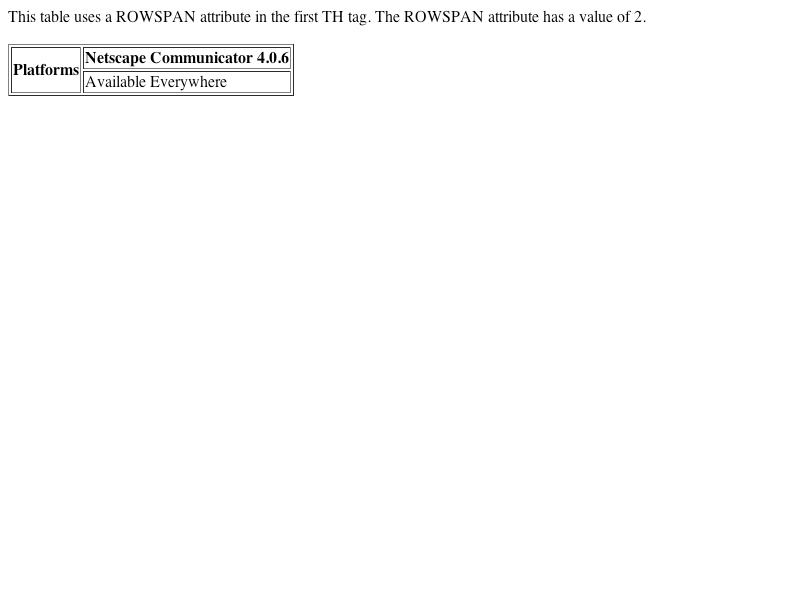 This table uses a ROWSPAN attribute in the first TH tag. The ROWSPAN attribute has a value of 2.
Platforms
Netscape Communicator 4.0.6
Available Everywhere